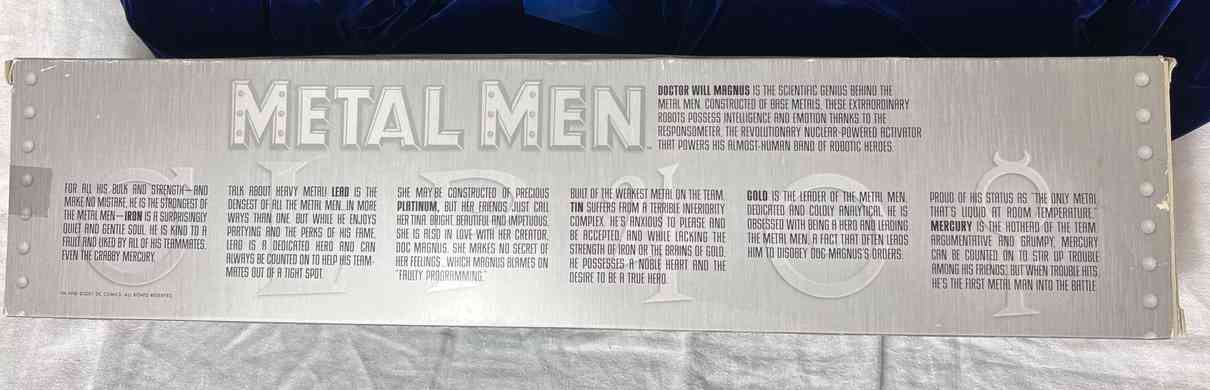 METAL MEN™
DOCTOR WILL MAGNUS IS THE SCIENTIFIC GENIUS BEHIND THE
METAL MEN. CONSTRUCTED OF BASE METALS, THESE EXTRAORDINARY
ROBOTS POSSESS INTELLIGENCE AND EMOTION THANKS TO THE
RESPONSOMETER, THE REVOLUTIONARY NUCLEAR-POWERED ACTIVATOR
THAT POWERS HIS ALMOST-HUMAN BAND OF ROBOTIC HEROES.
FOR ALL HIS BULK AND STRENGTH—AND
MAKE NO MISTAKE, HE IS THE STRONGEST OF
THE METAL MEN—IRON IS A SURPRISINGLY
QUIET AND GENTLE SOUL. HE IS KIND TO A
FAULT AND LIKED BY ALL OF HIS TEAMMATES,
EVEN THE CRABBY MERCURY.
TALK ABOUT HEAVY METAL! LEAD IS THE
DENSEST OF ALL THE METAL MEN...IN MORE
WAYS THAN ONE. BUT WHILE HE ENJOYS
PARTYING AND THE PERKS OF HIS FAME,
LEAD IS A DEDICATED HERO AND CAN
ALWAYS BE COUNTED ON TO HELP HIS TEAM-
MATES OUT OF A TIGHT SPOT.
SHE MAY BE CONSTRUCTED OF PRECIOUS
PLATINUM, BUT HER FRIENDS JUST CALL
HER TINA. BRIGHT, BEAUTIFUL AND IMPETUOUS,
SHE IS ALSO IN LOVE WITH HER CREATOR,
DOC MAGNUS. SHE MAKES NO SECRET OF
HER FEELINGS...WHICH MAGNUS BLAMES ON
"FAULTY PROGRAMMING."
BUILT OF THE WEAKEST METAL ON THE TEAM,
TIN SUFFERS FROM A TERRIBLE INFERIORITY
COMPLEX. HE'S ANXIOUS TO PLEASE AND
BE ACCEPTED, AND WHILE LACKING THE
STRENGTH OF IRON OR THE BRAINS OF GOLD,
HE POSSESSES A NOBLE HEART AND THE
DESIRE TO BE A TRUE HERO.
GOLD IS THE LEADER OF THE METAL MEN.
DEDICATED AND COLDLY ANALYTICAL, HE IS
OBSESSED WITH BEING A HERO AND LEADING
THE METAL MEN, A FACT THAT OFTEN LEADS
HIM TO DISOBEY DOC MAGNUS'S ORDERS.
PROUD OF HIS STATUS AS "THE ONLY METAL
THAT'S LIQUID AT ROOM TEMPERATURE,"
MERCURY IS THE HOTHEAD OF THE TEAM.
ARGUMENTATIVE AND GRUMPY, MERCURY
CAN BE COUNTED ON TO STIR UP TROUBLE
AMONG HIS FRIENDS, BUT WHEN TROUBLE HITS,
HE'S THE FIRST METAL MAN INTO THE BATTLE.
TM AND ©2001 DC COMICS. ALL RIGHTS RESERVED.